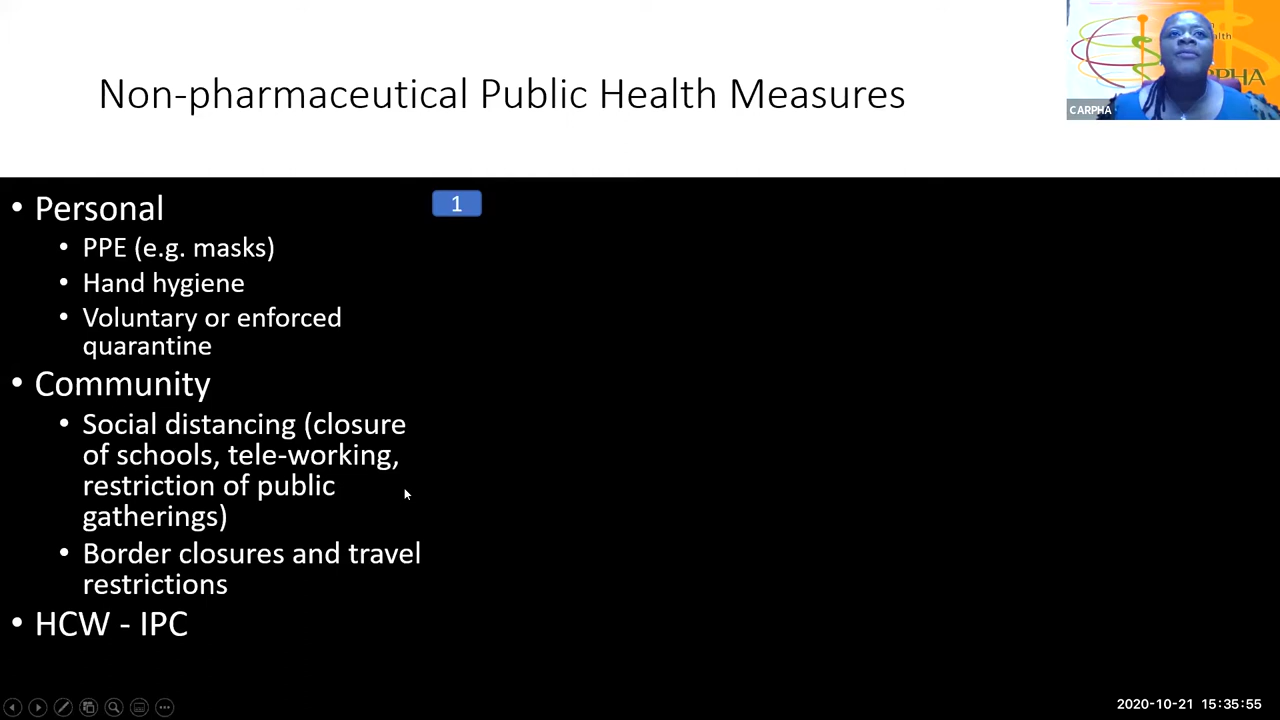 Non-pharmaceutical Public Health Measures
CARPHA
• Personal
1
• PPE (e.g. masks)
• Hand hygiene
• Voluntary or enforced
quarantine
• Community
• Social distancing (closure
of schools, tele-working,
restriction of public
gatherings)
• Border closures and travel
restrictions
• HCW - IPC
2020-10-21 15:35:55